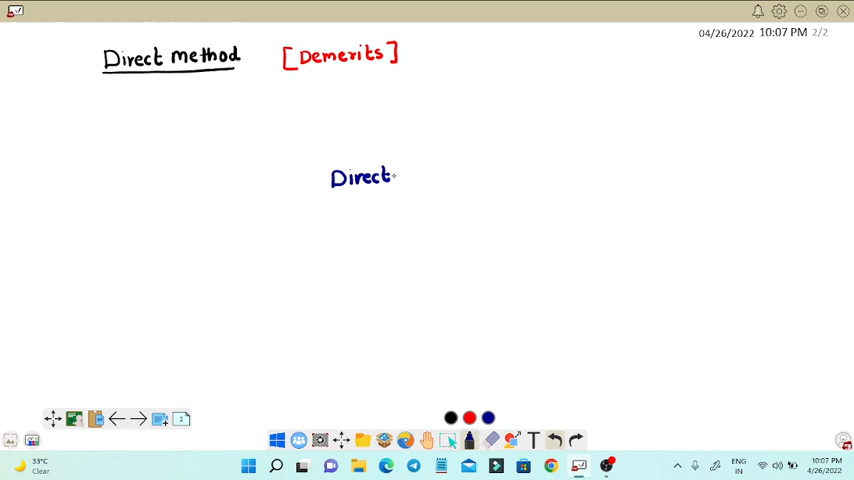 04/26/2022 10:07 PM 2/2
Direct method [Demerits]
Direct
2
T
33°C
Clear
ENG
IN
10:07 PM
4/26/2022